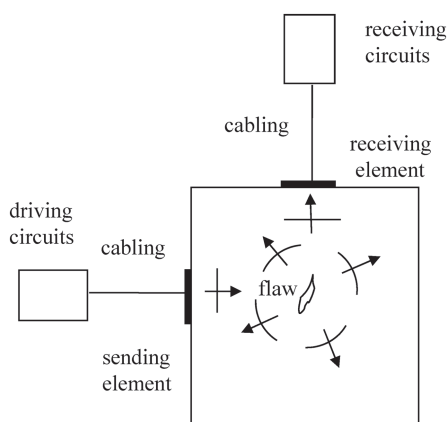 receiving
circuits
cabling
receiving
element
driving
circuits
cabling
flaw
sending
element